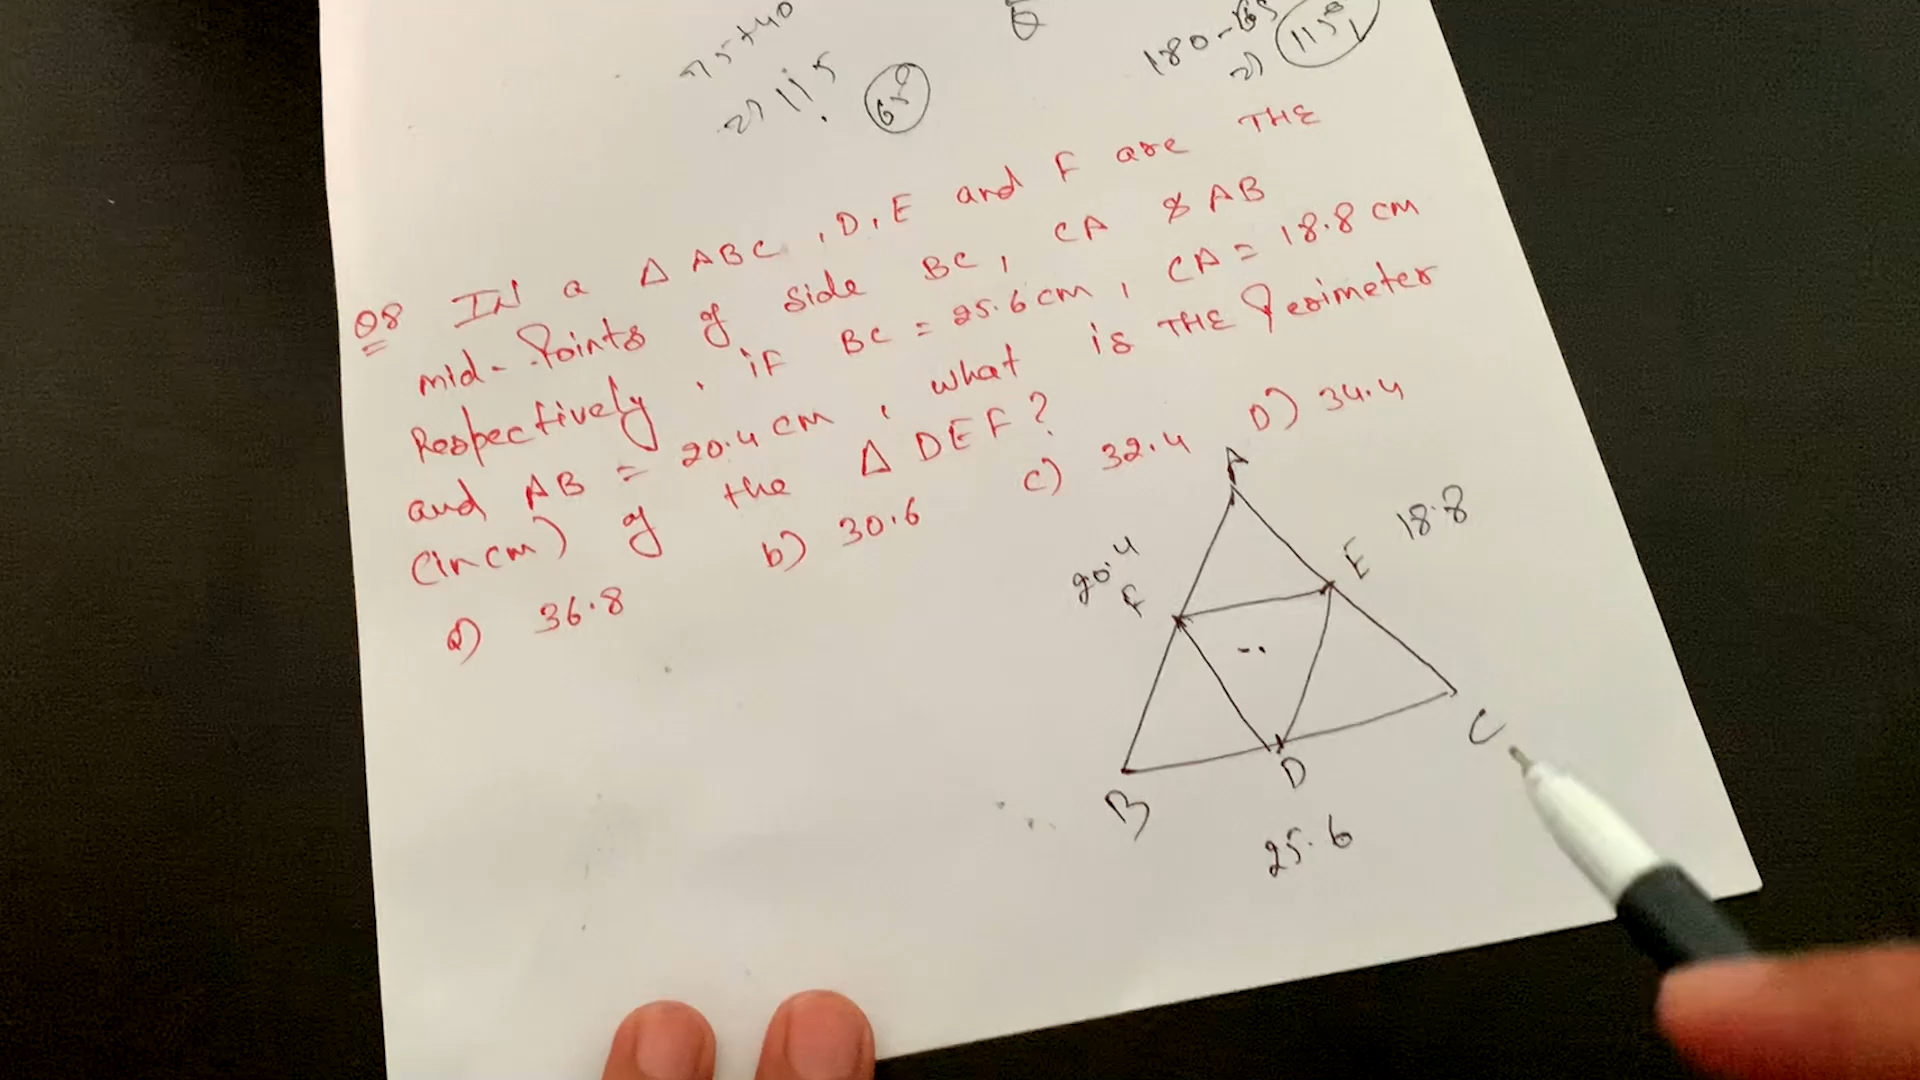 75+40
=) 115
65°
180-65
=) 115°
Q8 IN a Δ ABC , D, E and F are THE
mid-Points of side BC, CA & AB
Respectively. if BC = 25.6cm, CA = 18.8 cm
and AB = 20.4 cm, what is THE Perimeter
(in cm) of the Δ DEF?
a) 36.8 b) 30.6 c) 32.4 D) 34.4
A
20.4
F
E
18.8
B
D
C
25.6